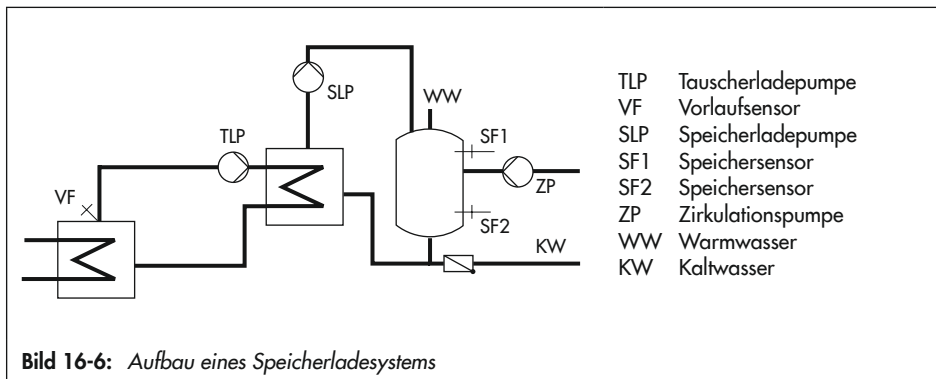 SLP
WW
TLP
SF1
VF
ZP
SF2
KW
TLP Tauscherladepumpe
VF Vorlaufsensor
SLP Speicherladepumpe
SF1 Speichersensor
SF2 Speichersensor
ZP Zirkulationspumpe
WW Warmwasser
KW Kaltwasser
Bild 16-6: Aufbau eines Speicherladesystems